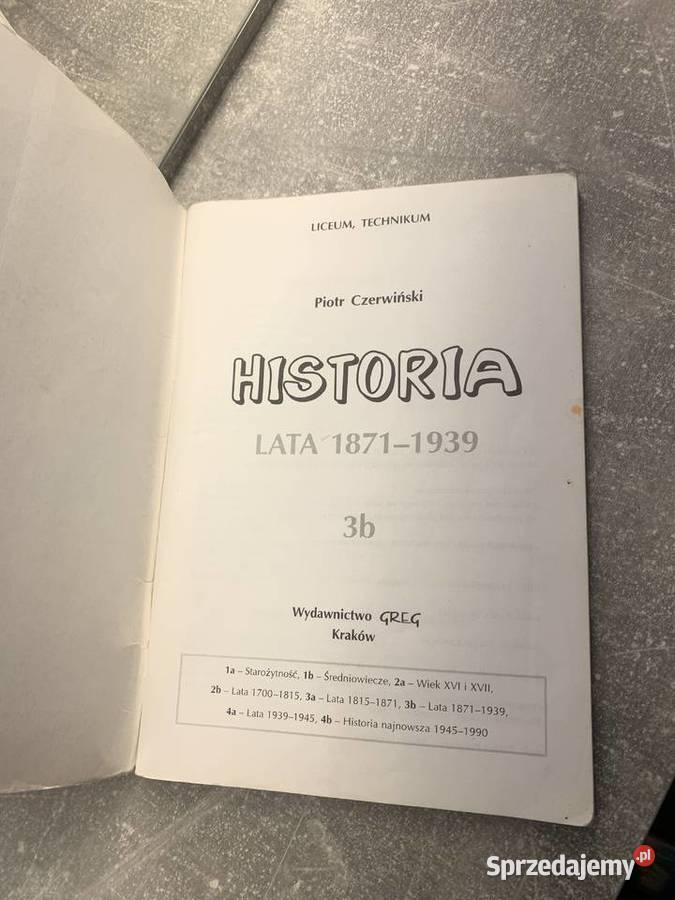 LICEUM, TECHNIKUM
Piotr Czerwiński
HISTORIA
LATA 1871–1939
3b
Wydawnictwo GREG
Kraków
1a – Starożytność, 1b – Średniowiecze, 2a – Wiek XVI i XVII,
2b – Lata 1700–1815, 3a – Lata 1815–1871, 3b – Lata 1871–1939,
4a – Lata 1939–1945, 4b – Historia najnowsza 1945–1990
Sprzedajemy.pl